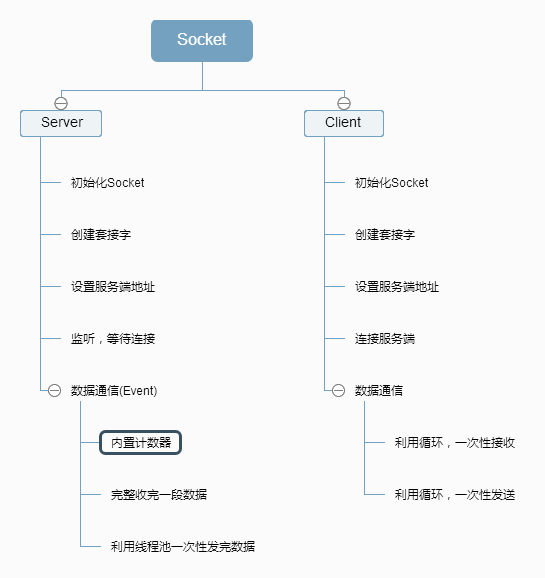 Socket
Server
初始化Socket
创建套接字
设置服务端地址
监听，等待连接
数据通信(Event)
内置计数器
完整收完一段数据
利用线程池一次性发完数据
Client
初始化Socket
创建套接字
设置服务端地址
连接服务端
数据通信
利用循环，一次性接收
利用循环，一次性发送